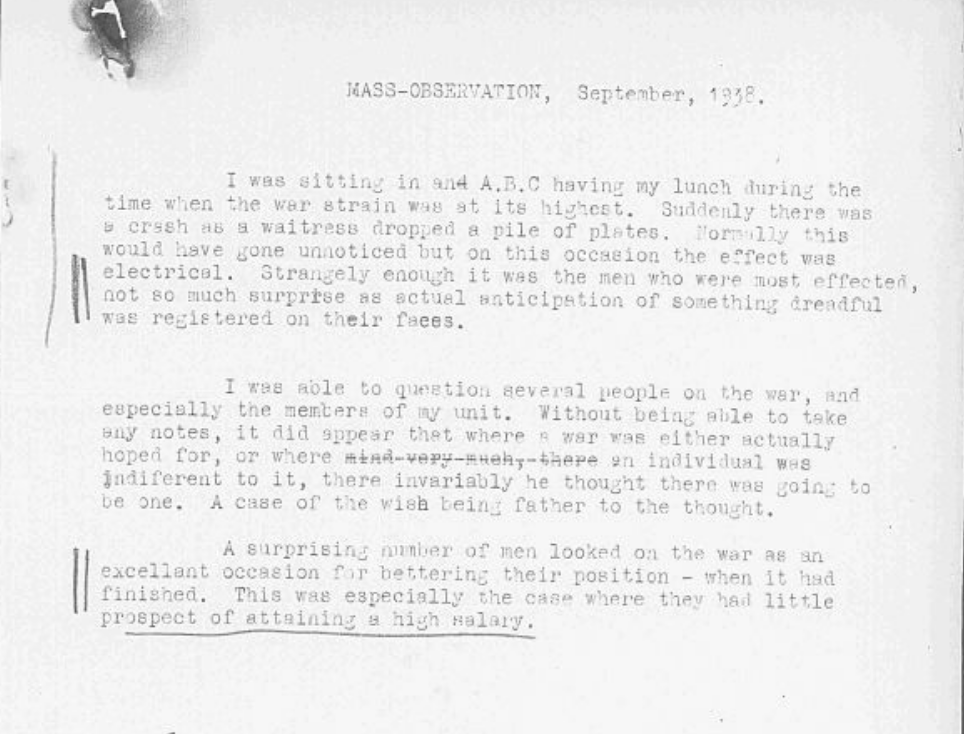 MASS-OBSERVATION, September, 1938.
I was sitting in and A.B.C having my lunch during the
time when the war strain was at its highest. Suddenly there was
a crash as a waitress dropped a pile of plates. Normally this
would have gone unnoticed but on this occasion the effect was
electrical. Strangely enough it was the men who were most effected,
not so much surprise as actual anticipation of something dreadful
was registered on their faces.
I was able to question several people on the war, and
especially the members of my unit. Without being able to take
any notes, it did appear that where a war was either actually
hoped for, or where mind very much, there an individual was
indiferent to it, there invariably he thought there was going to
be one. A case of the wish being father to the thought.
A surprising number of men looked on the war as an
excellant occasion for bettering their position - when it had
finished. This was especially the case where they had little
prospect of attaining a high salary.